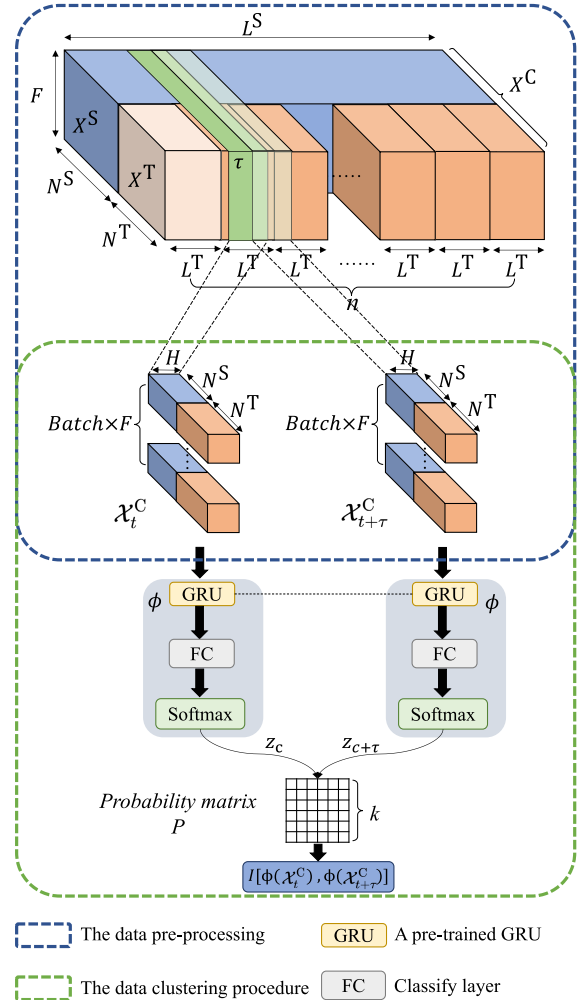 L^S
F
X^C
X^S
X^T
τ
N^S
N^T
.....
L^T L^T L^T ...... L^T L^T L^T
n
H H
N^S N^S
N^T N^T
Batch×F Batch×F
𝒳_t^C 𝒳_{t+τ}^C
ϕ GRU GRU ϕ
FC FC
Softmax Softmax
z_c z_{c+τ}
Probability matrix
P
k
I[ϕ(𝒳_t^C),ϕ(𝒳_{t+τ}^C)]
The data pre-processing GRU A pre-trained GRU
The data clustering procedure FC Classify layer